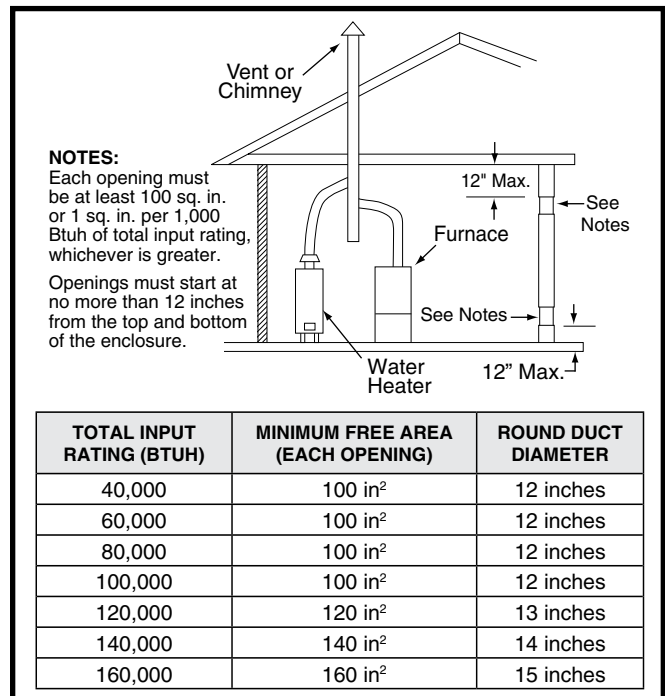 Vent or
Chimney
NOTES:
Each opening must
be at least 100 sq. in.
or 1 sq. in. per 1,000
Btuh of total input rating,
whichever is greater.
Openings must start at
no more than 12 inches
from the top and bottom
of the enclosure.
12" Max.
See
Notes
Furnace
See Notes
Water
Heater
12” Max.
TOTAL INPUT
RATING (BTUH)
MINIMUM FREE AREA
(EACH OPENING)
ROUND DUCT
DIAMETER
40,000 100 in² 12 inches
60,000 100 in² 12 inches
80,000 100 in² 12 inches
100,000 100 in² 12 inches
120,000 120 in² 13 inches
140,000 140 in² 14 inches
160,000 160 in² 15 inches